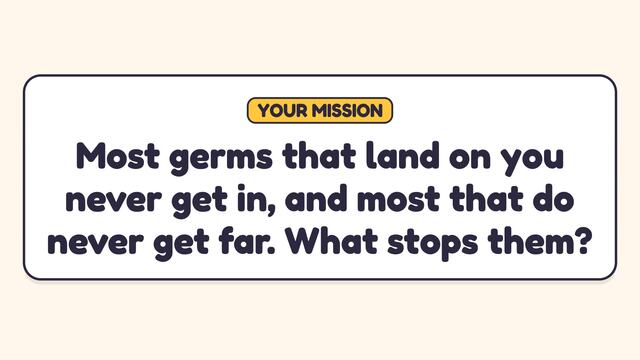 YOUR MISSION
Most germs that land on you
never get in, and most that do
never get far. What stops them?